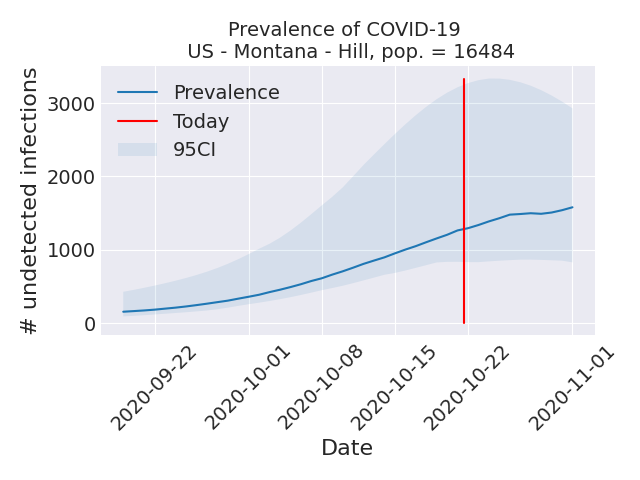 Prevalence of COVID-19
US - Montana - Hill, pop. = 16484
# undetected infections
3000
2000
1000
0
Prevalence
Today
95CI
2020-09-22
2020-10-01
2020-10-08
2020-10-15
2020-10-22
2020-11-01
Date